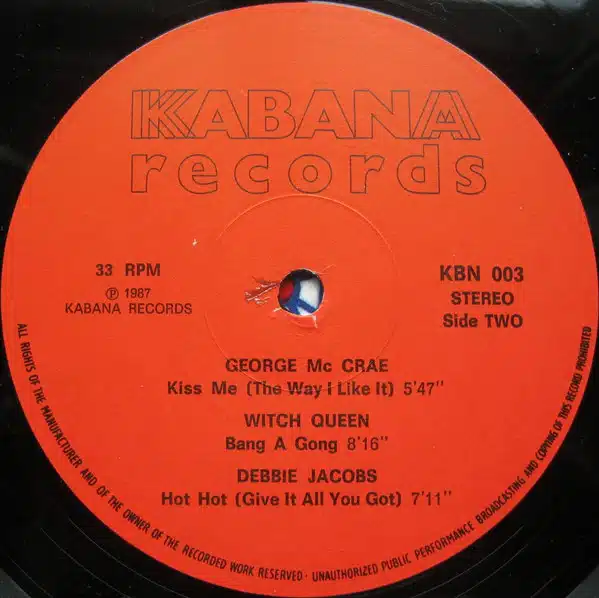 KABANA
records
33 RPM
℗ 1987
KABANA RECORDS
KBN 003
STEREO
Side TWO
GEORGE Mc CRAE
Kiss Me (The Way I Like It) 5'47"
WITCH QUEEN
Bang A Gong 8'16"
DEBBIE JACOBS
Hot Hot (Give It All You Got) 7'11"
ALL RIGHTS OF THE MANUFACTURER AND OF THE OWNER OF THE RECORDED WORK RESERVED · UNAUTHORIZED PUBLIC PERFORMANCE BROADCASTING AND COPYING OF THIS RECORD PROHIBITED